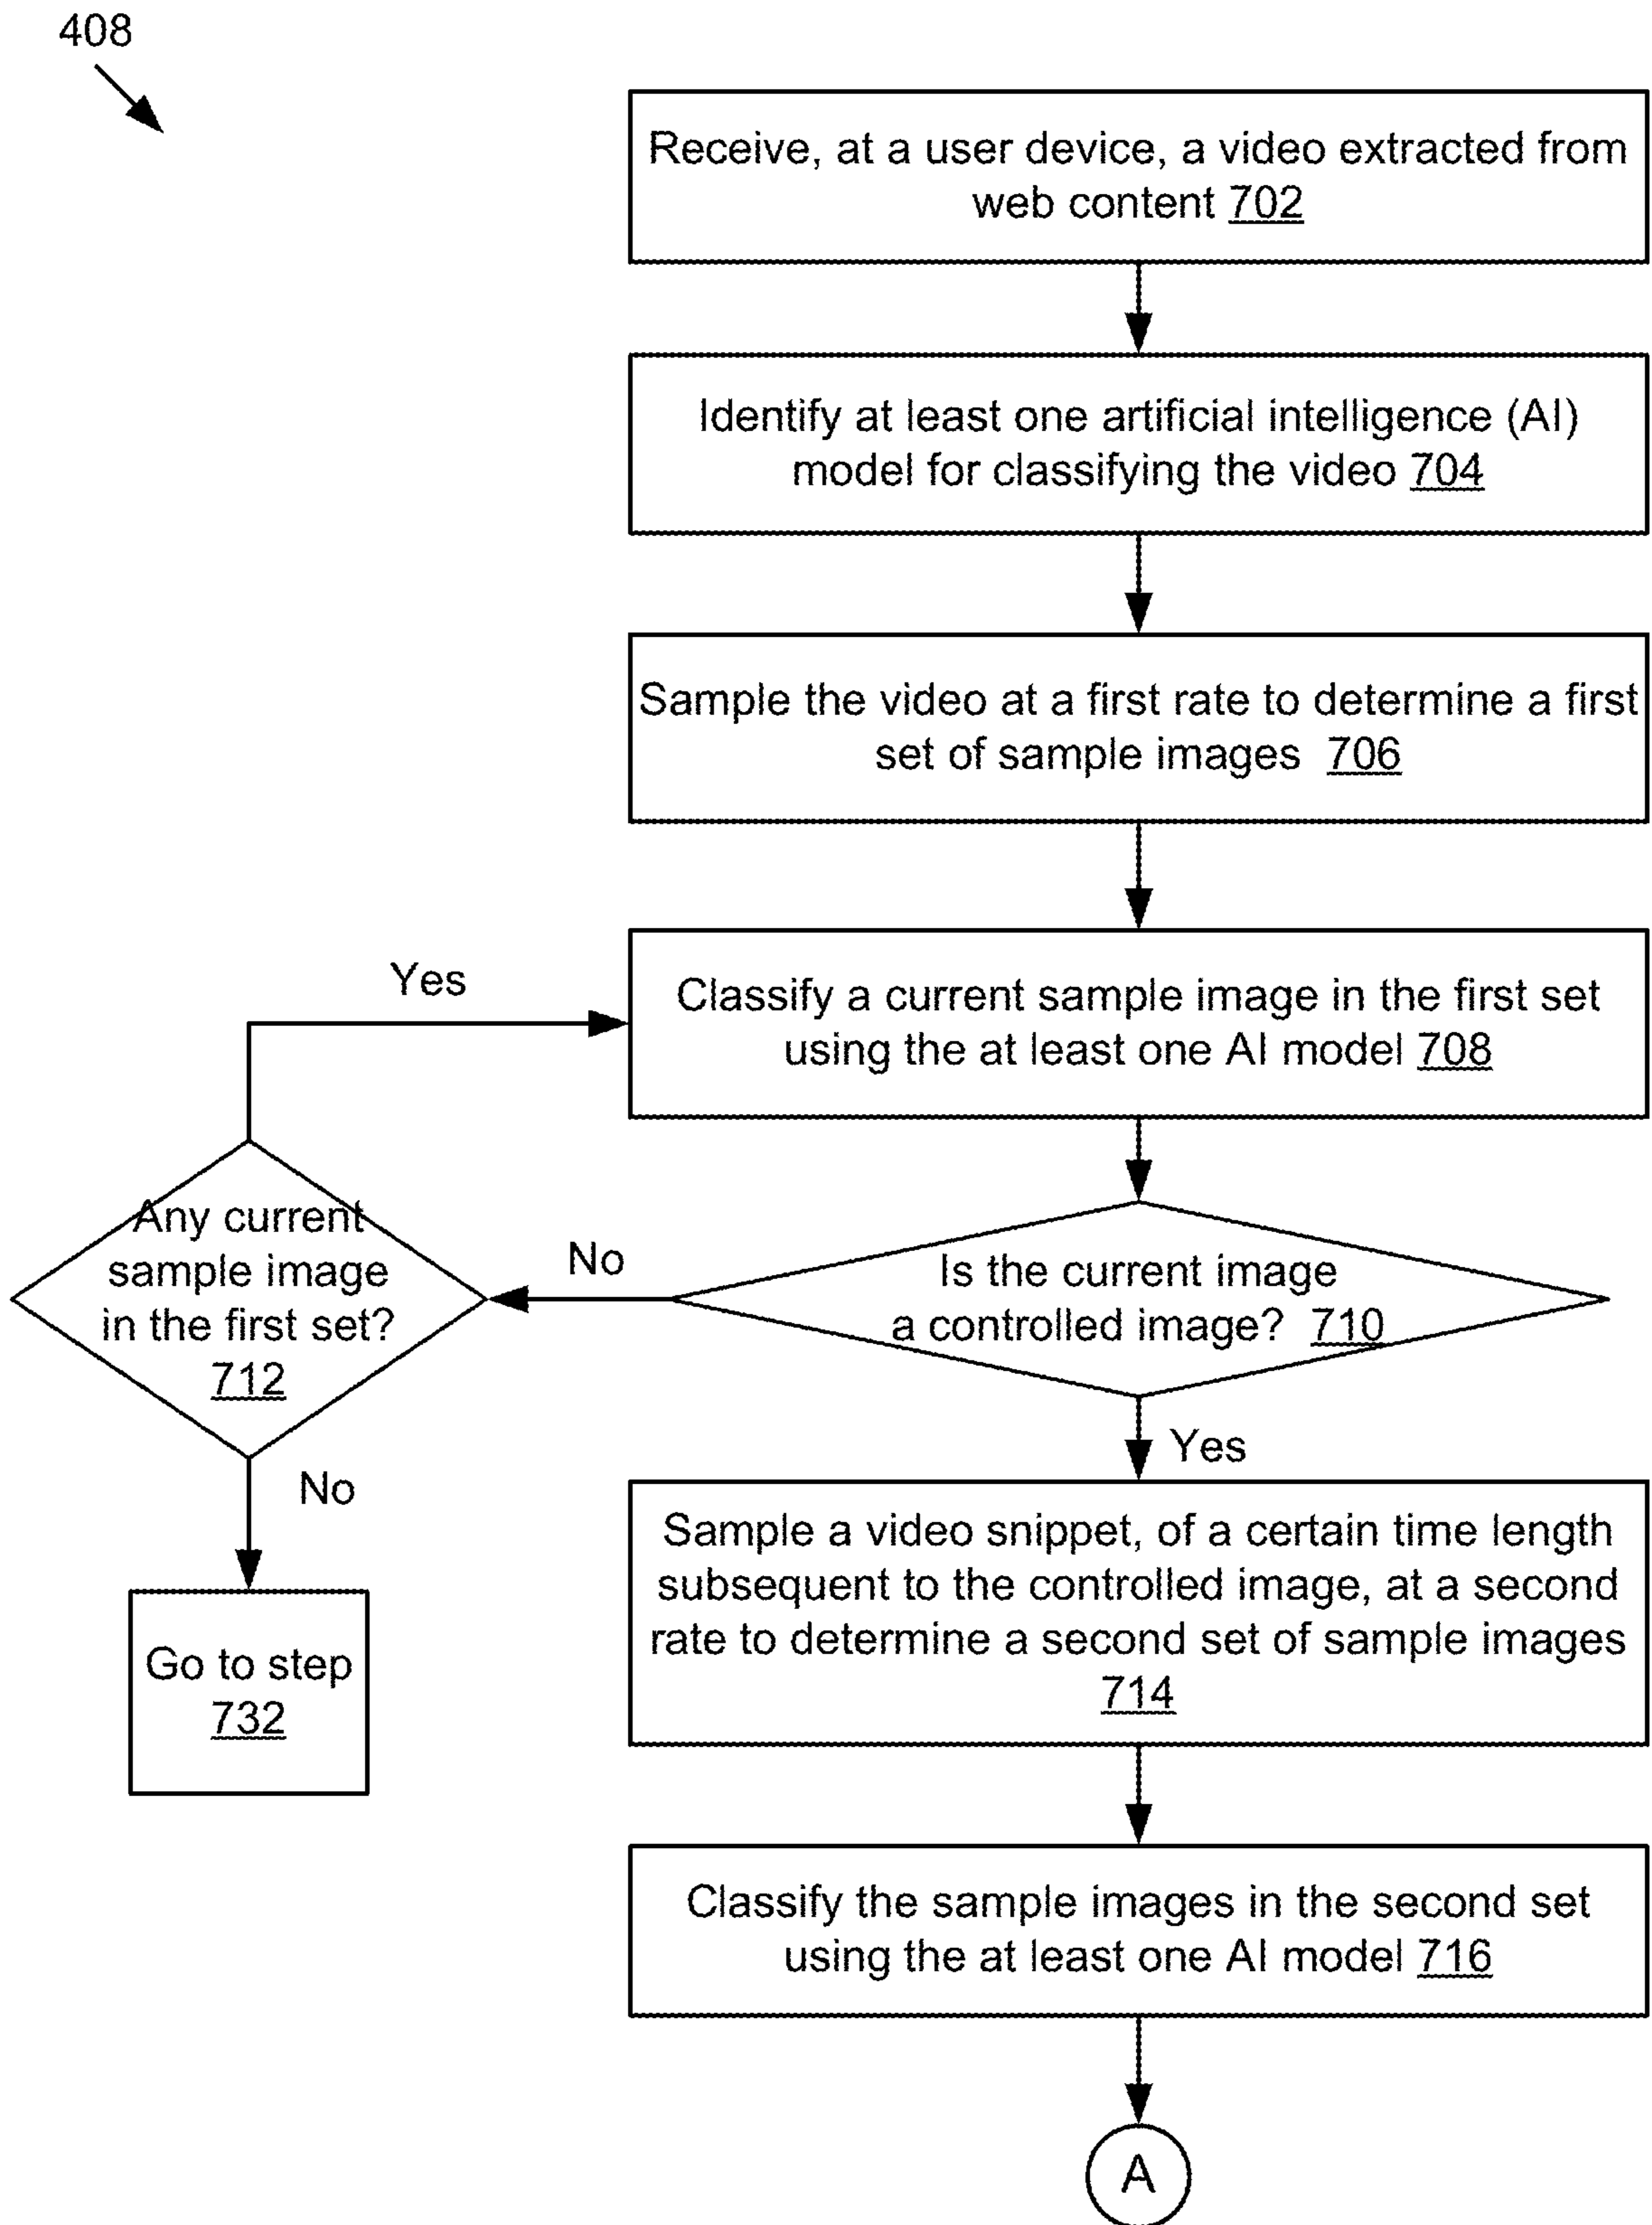 408
Receive, at a user device, a video extracted from
web content 702
Identify at least one artificial intelligence (AI)
model for classifying the video 704
Sample the video at a first rate to determine a first
set of sample images 706
Yes
Classify a current sample image in the first set
using the at least one AI model 708
Any current
sample image
in the first set?
712
No
Is the current image
a controlled image? 710
Yes
No
Go to step
732
Sample a video snippet, of a certain time length
subsequent to the controlled image, at a second
rate to determine a second set of sample images
714
Classify the sample images in the second set
using the at least one AI model 716
A